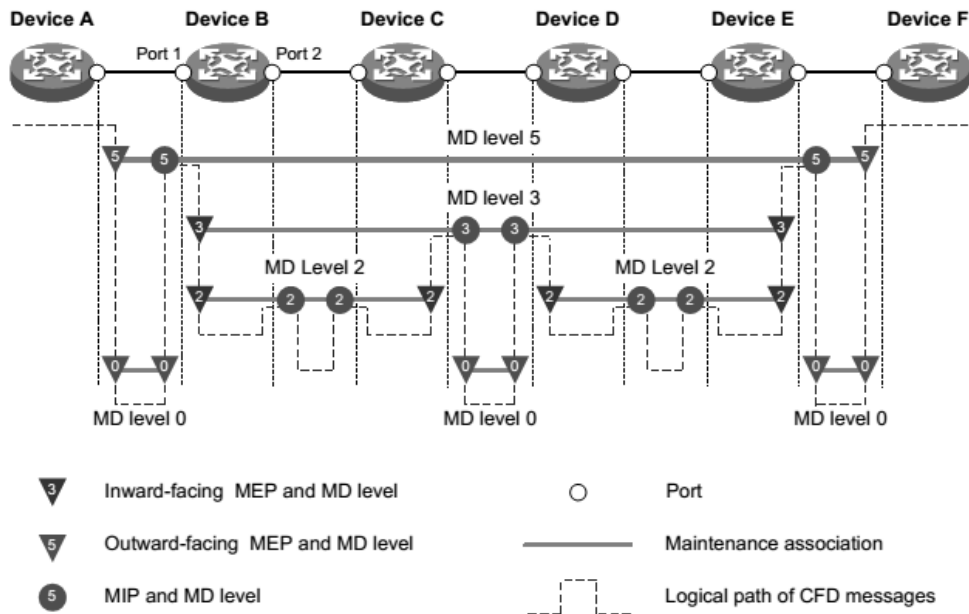 Device A Device B Device C Device D Device E Device F
Port 1 Port 2
MD level 5
5 5 5 5
MD level 3
3 3 3 3
MD Level 2 MD Level 2
2 2 2 2 2 2 2 2
0 0 0 0 0 0
MD level 0 MD level 0 MD level 0
3 Inward-facing MEP and MD level Port
5 Outward-facing MEP and MD level Maintenance association
5 MIP and MD level Logical path of CFD messages